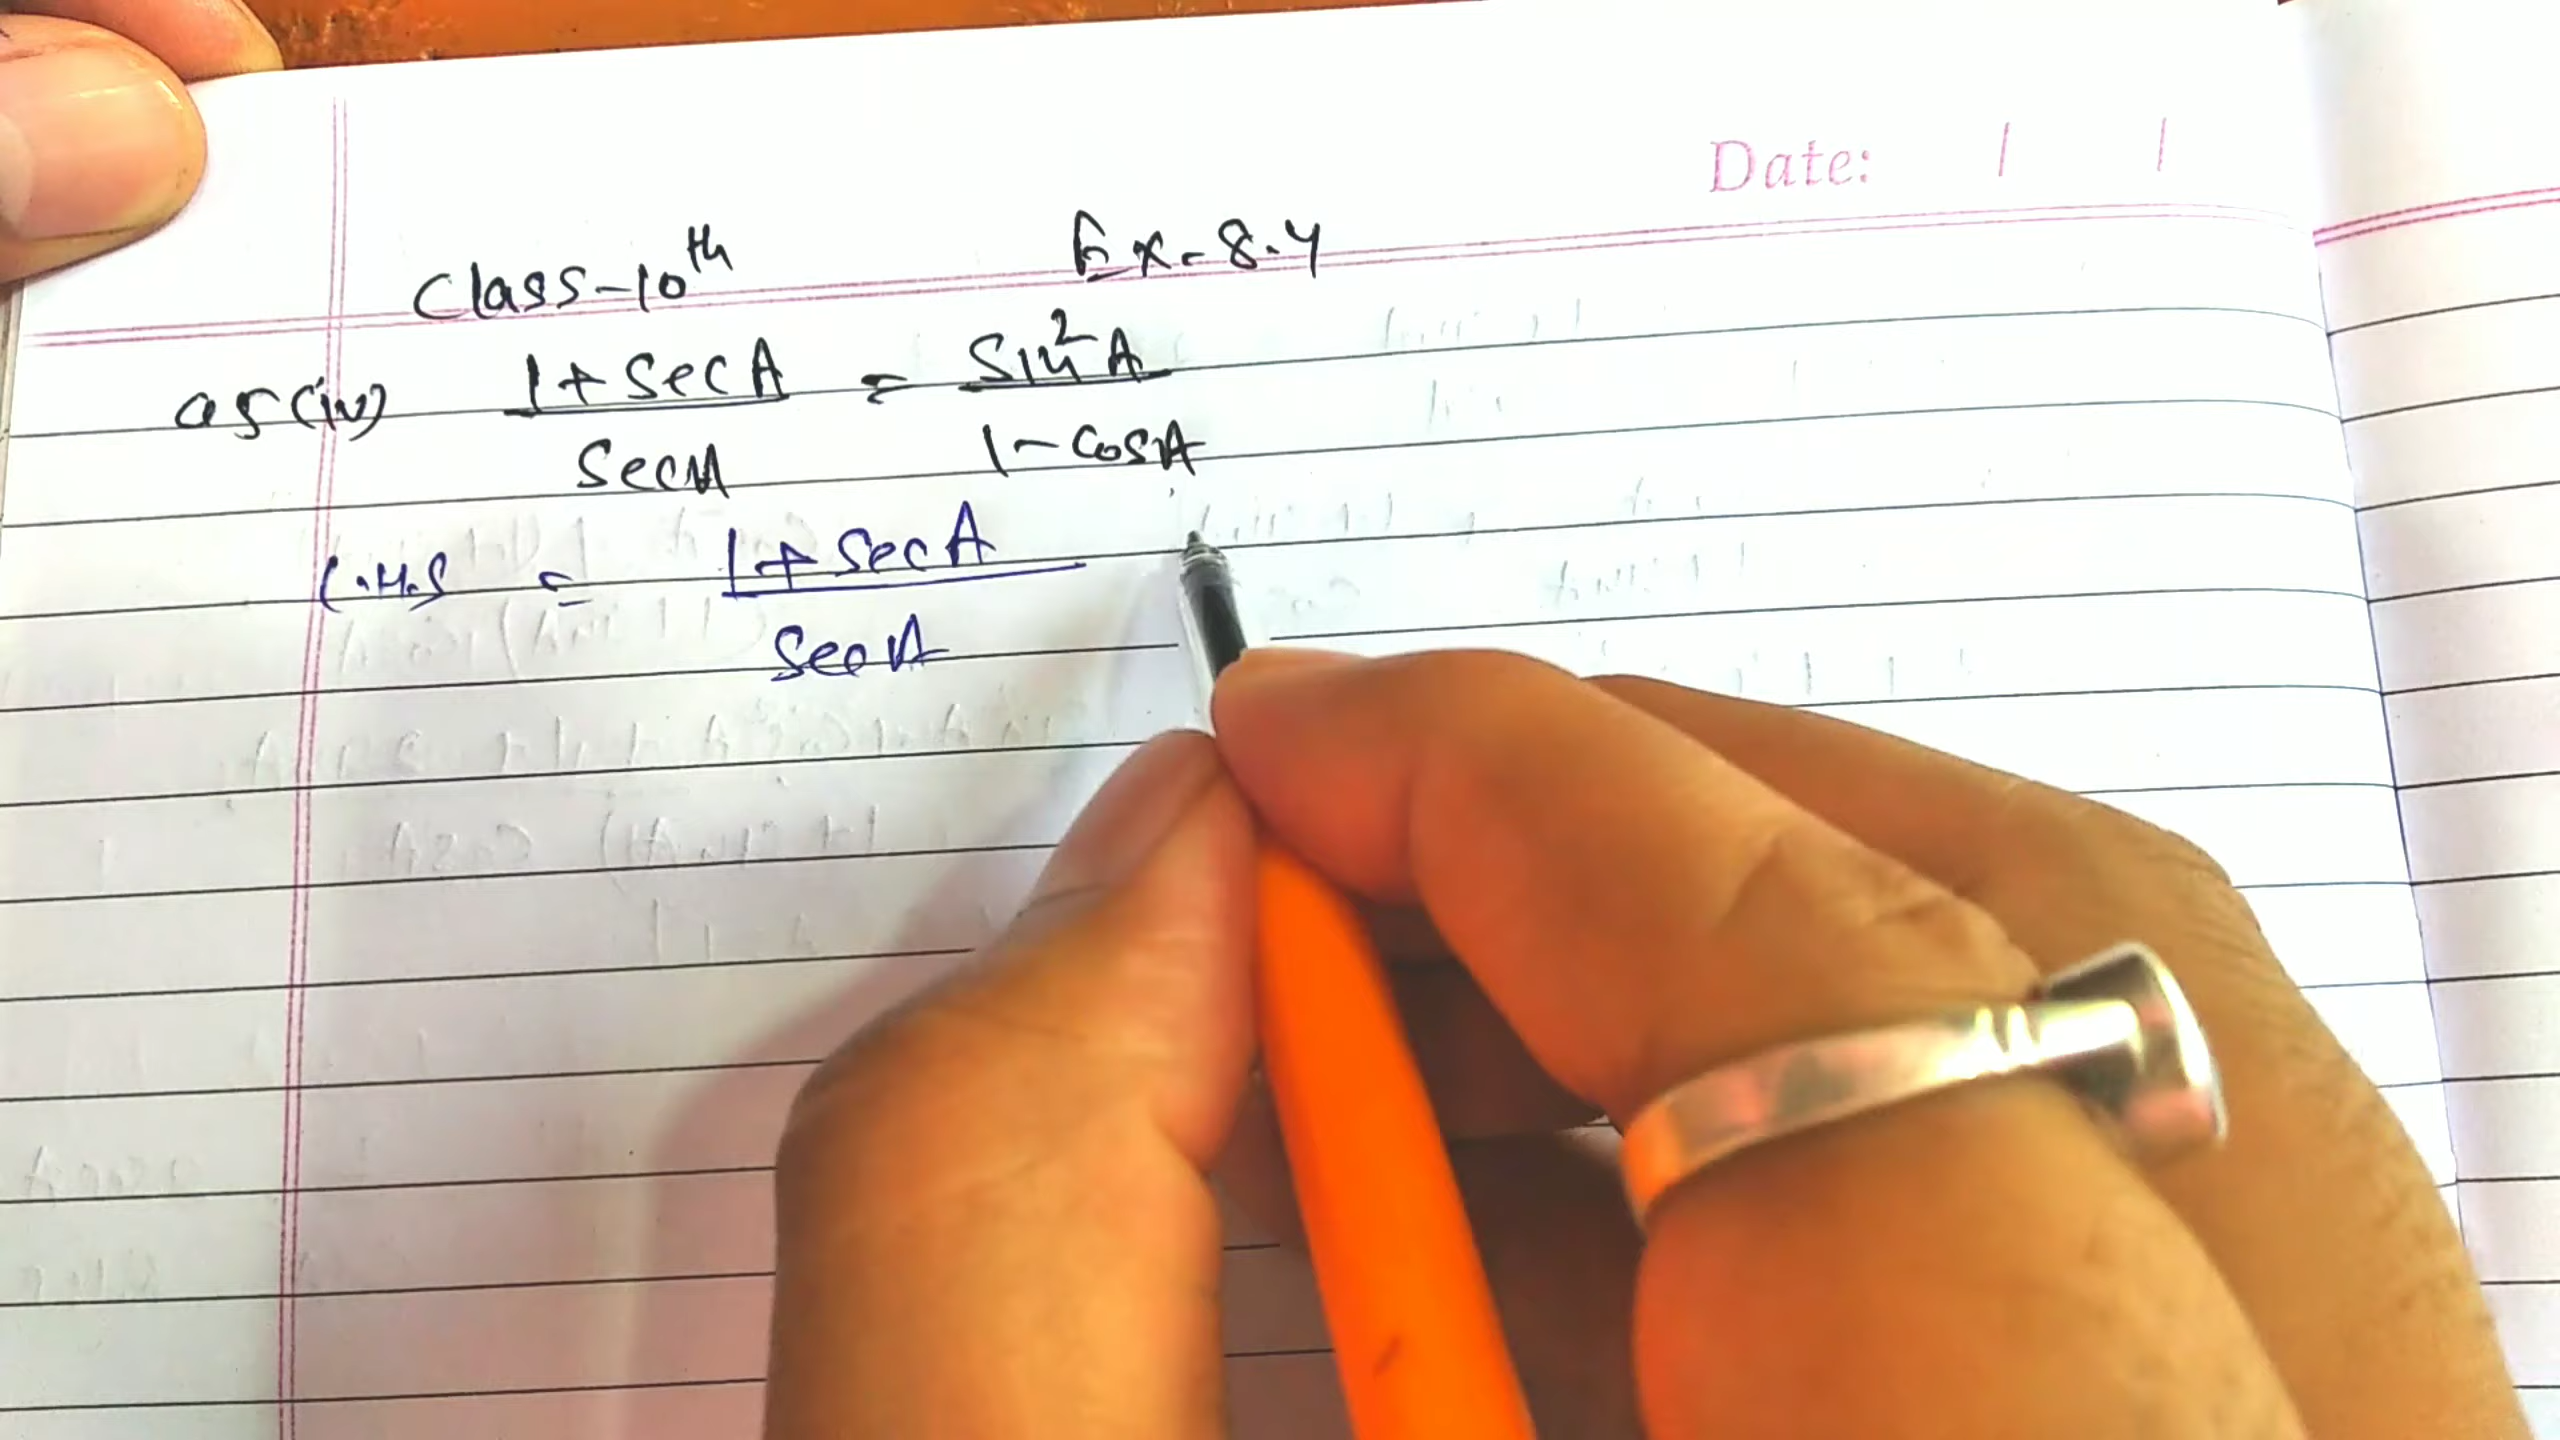 Date: / /
Class-10th Ex-8.4
Q5(iv) 1+SecA/SecA = Sin²A/1-CosA
L.H.S = 1+SecA/SecA